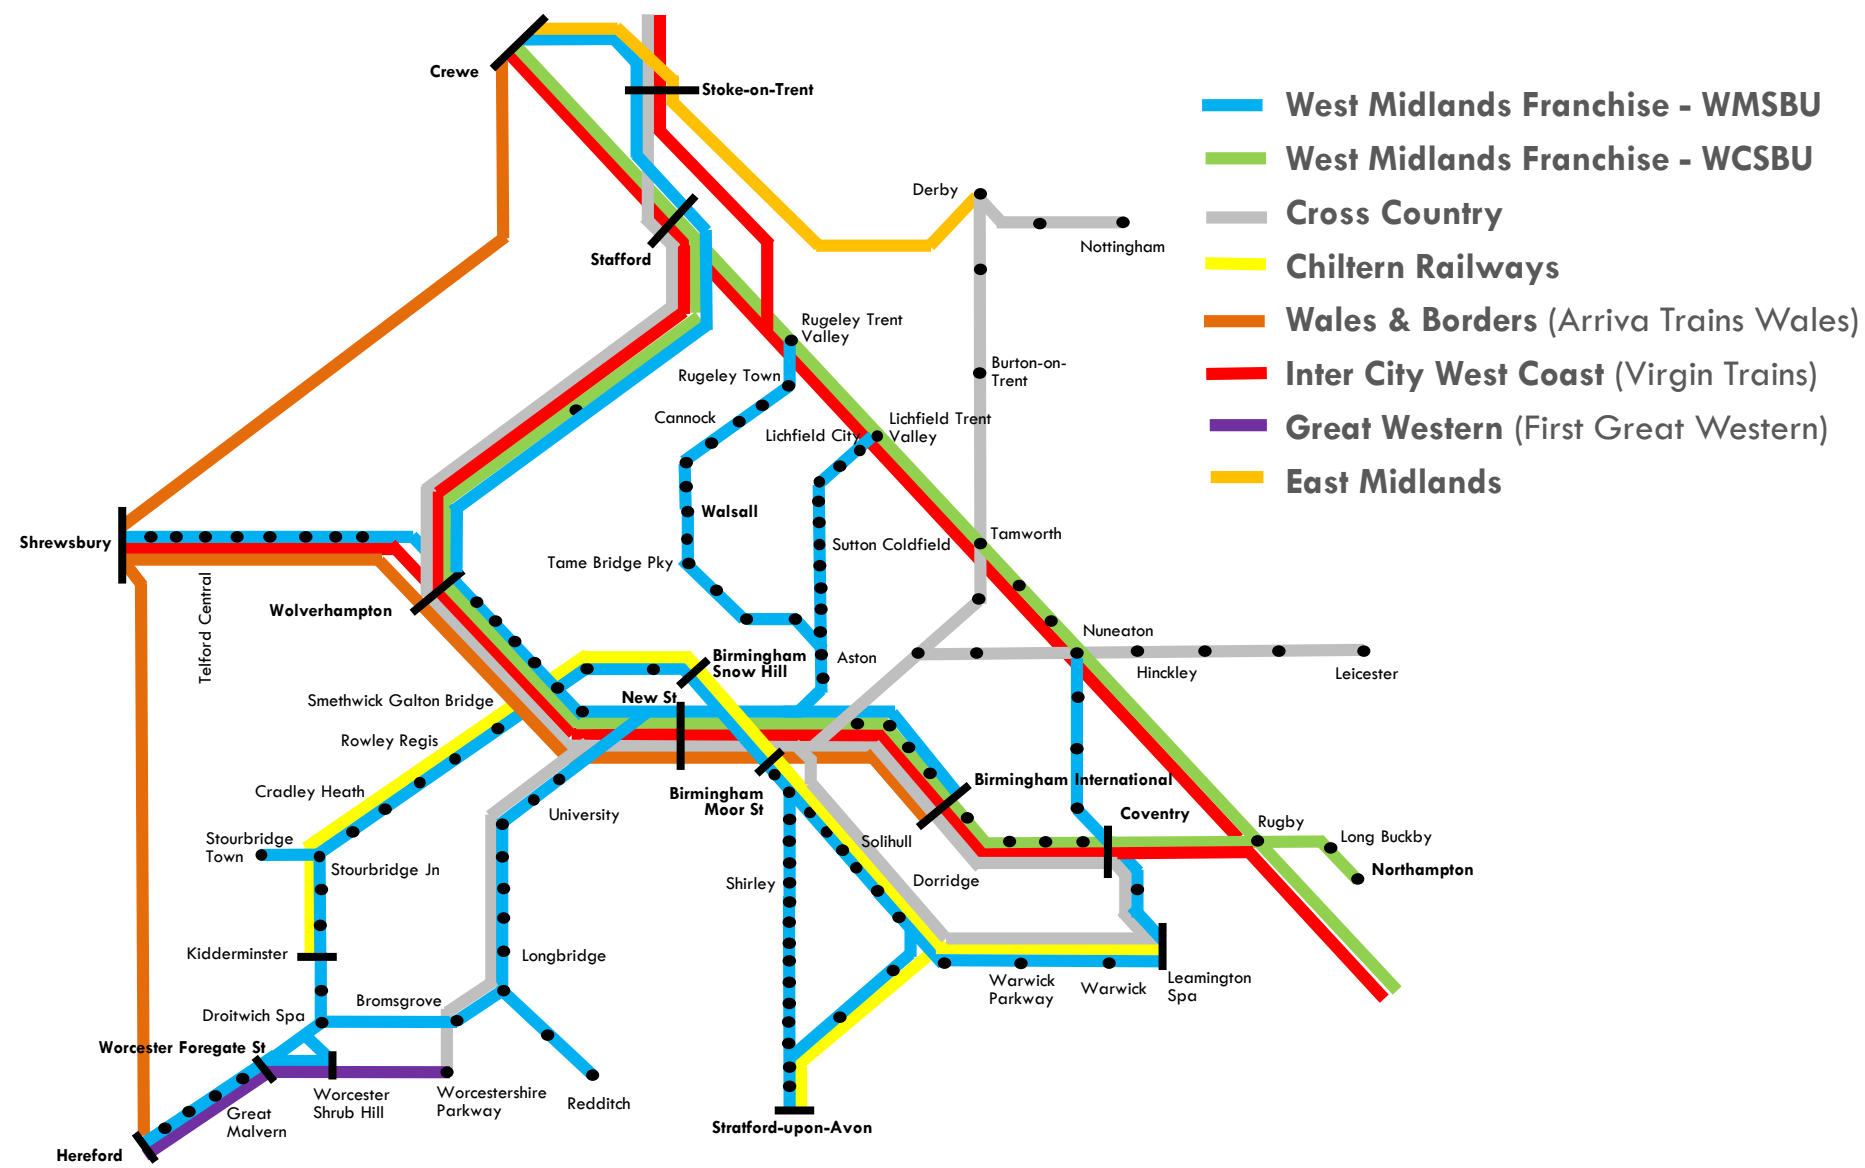 Crewe
Stoke-on-Trent
West Midlands Franchise - WMSBU
West Midlands Franchise - WCSBU
Cross Country
Chiltern Railways
Wales & Borders (Arriva Trains Wales)
Inter City West Coast (Virgin Trains)
Great Western (First Great Western)
East Midlands
Derby
Nottingham
Stafford
Rugeley Trent
Valley
Burton-on-
Trent
Rugeley Town
Cannock
Lichfield Trent
Valley
Lichfield City
Walsall
Shrewsbury
Telford Central
Sutton Coldfield
Tamworth
Tame Bridge Pky
Wolverhampton
Nuneaton
Hinckley
Leicester
Birmingham
Snow Hill
Aston
Smethwick Galton Bridge
New St
Rowley Regis
Cradley Heath
University
Birmingham
Moor St
Birmingham International
Coventry
Rugby
Long Buckby
Northampton
Stourbridge
Town
Stourbridge Jn
Solihull
Dorridge
Shirley
Kidderminster
Longbridge
Warwick
Parkway
Warwick
Leamington
Spa
Bromsgrove
Droitwich Spa
Worcester Foregate St
Worcester
Shrub Hill
Worcestershire
Parkway
Redditch
Great
Malvern
Stratford-upon-Avon
Hereford